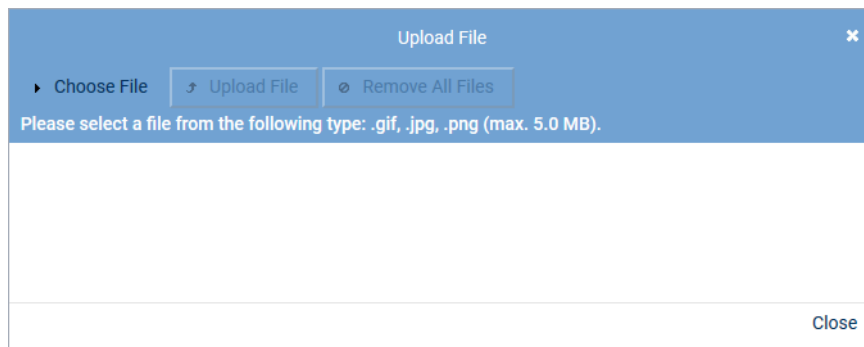 Upload File
Choose File Upload File Remove All Files
Please select a file from the following type: .gif, .jpg, .png (max. 5.0 MB).
Close